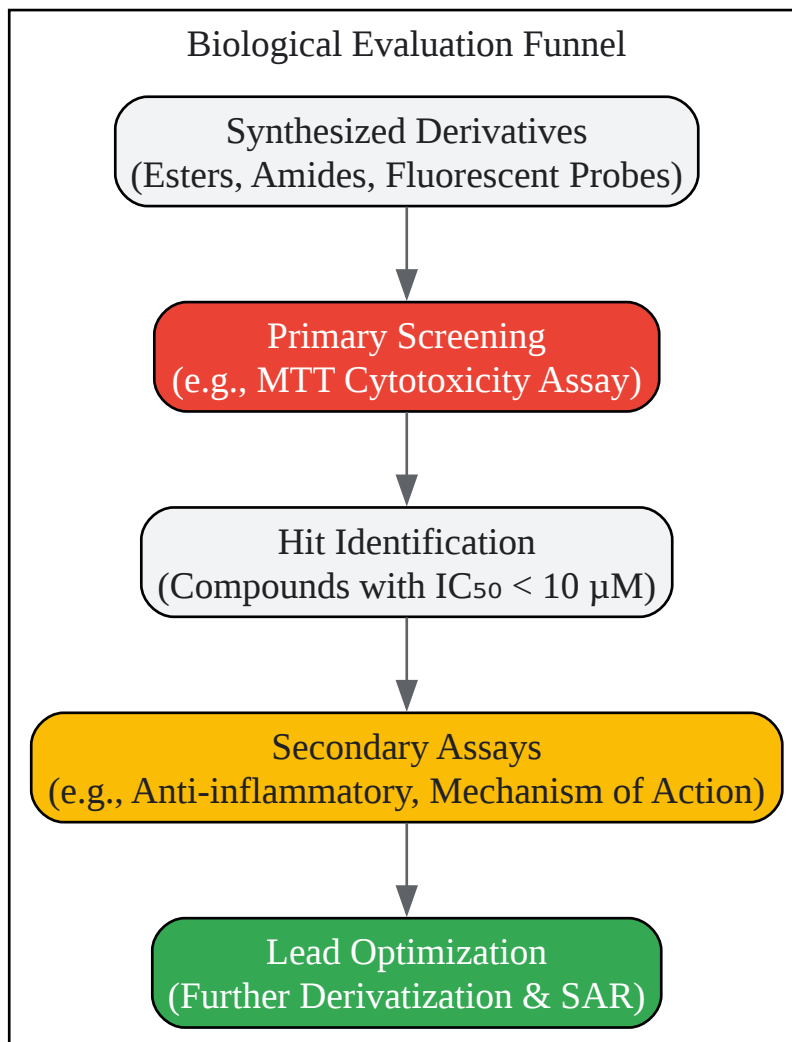 Biological Evaluation Funnel
Synthesized Derivatives
(Esters, Amides, Fluorescent Probes)
Primary Screening
(e.g., MTT Cytotoxicity Assay)
Hit Identification
(Compounds with IC₅₀ < 10 µM)
Secondary Assays
(e.g., Anti-inflammatory, Mechanism of Action)
Lead Optimization
(Further Derivatization & SAR)